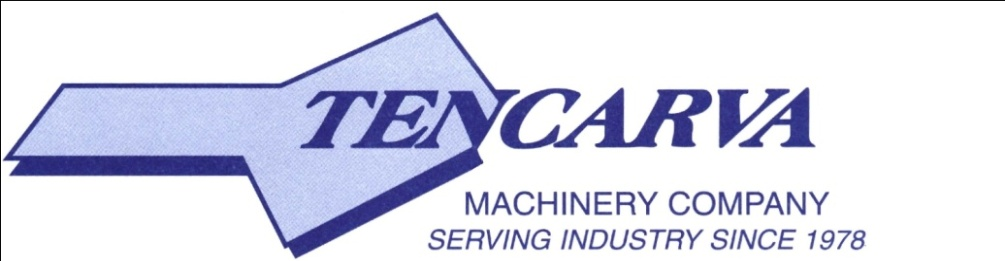 TENCARVA
MACHINERY COMPANY
SERVING INDUSTRY SINCE 1978